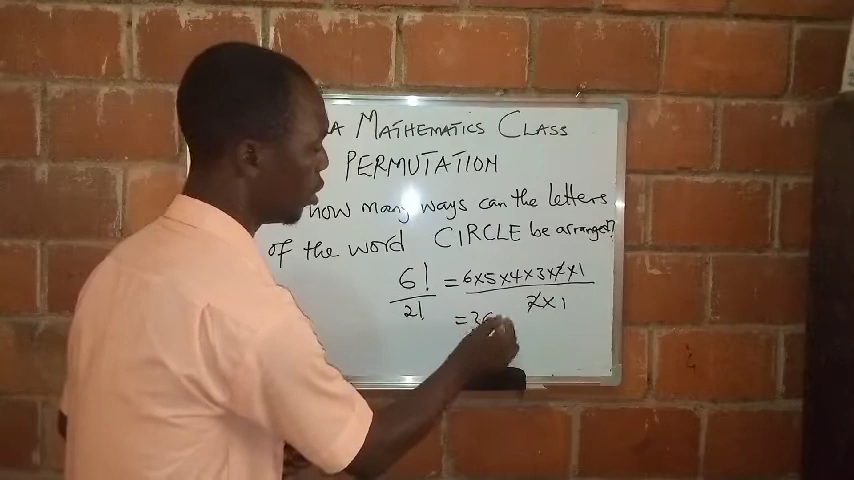 MATHEMATICS CLASS
PERMUTATION
how many ways can the letters
of the word CIRCLE be arranged?
6! = 6×5×4×3×2×1
2! 2×1
=36